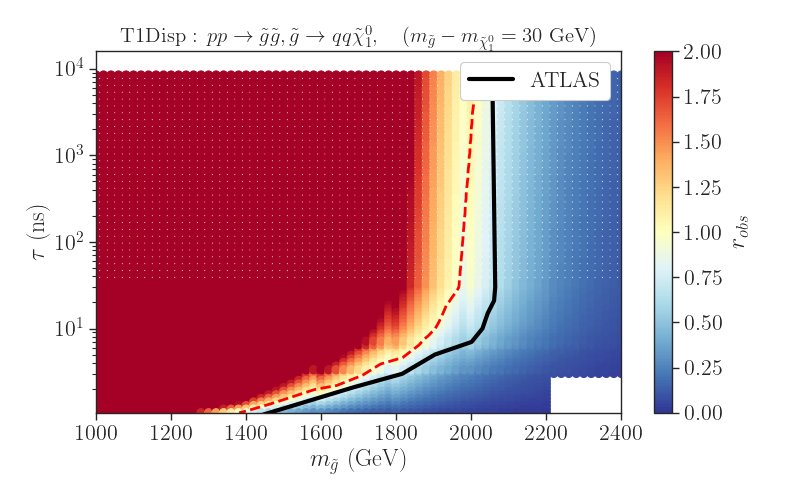 T1Disp : pp → g̃g̃, g̃ → qqχ̃₁⁰, (m_g̃ − m_χ̃₁⁰ = 30 GeV)
ATLAS
10⁴
10³
10²
10¹
τ (ns)
1000 1200 1400 1600 1800 2000 2200 2400
m_g̃ (GeV)
2.00
1.75
1.50
1.25
1.00
0.75
0.50
0.25
0.00
r_obs